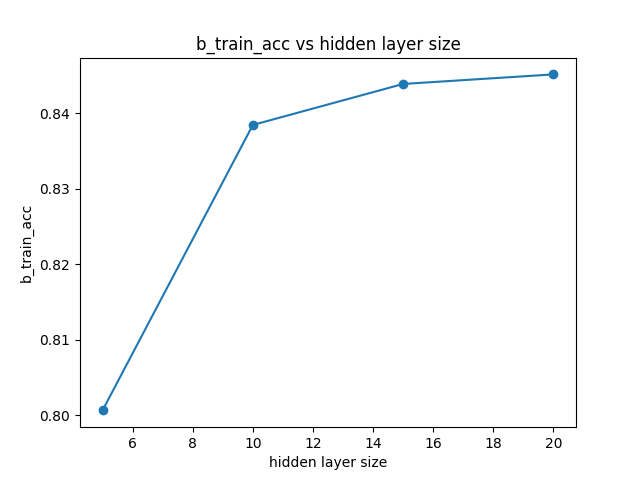 b_train_acc vs hidden layer size
b_train_acc
0.84
0.83
0.82
0.81
0.80
6 8 10 12 14 16 18 20
hidden layer size